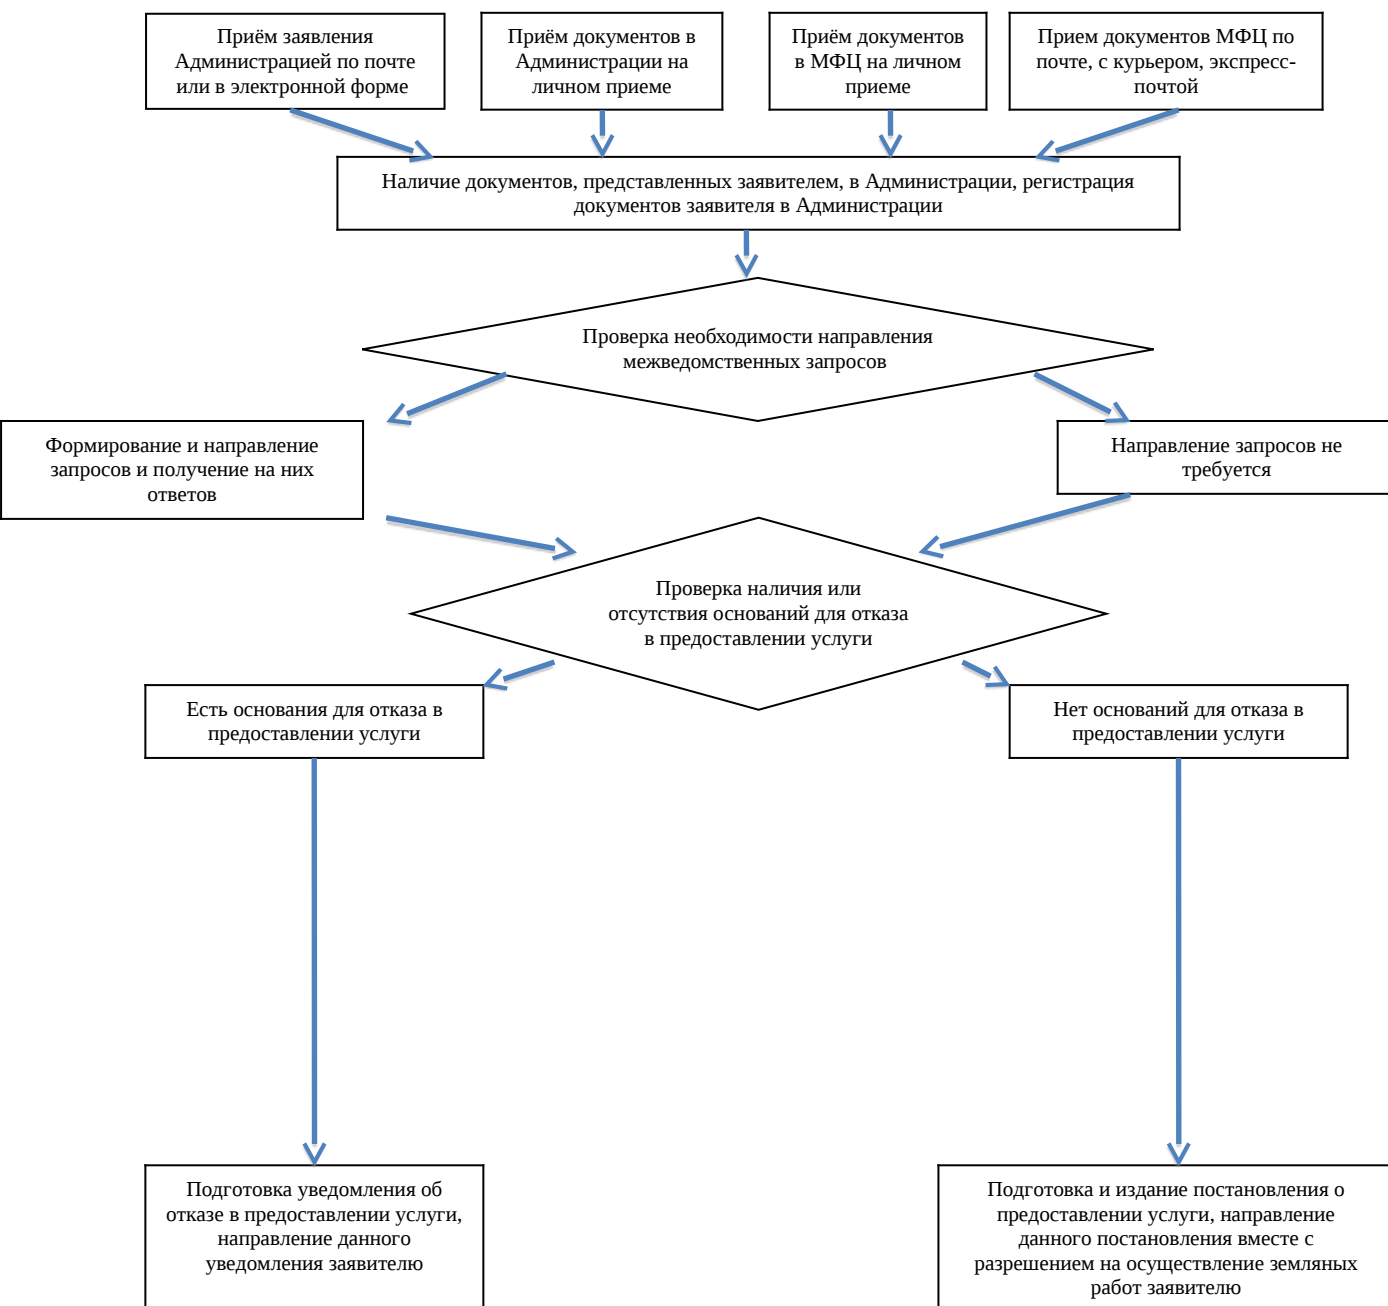 Приём заявления
Администрацией по почте
или в электронной форме
Приём документов в
Администрации на
личном приеме
Приём документов
в МФЦ на личном
приеме
Прием документов МФЦ по
почте, с курьером, экспресс-
почтой
Наличие документов, представленных заявителем, в Администрации, регистрация
документов заявителя в Администрации
Проверка необходимости направления
межведомственных запросов
Формирование и направление
запросов и получение на них
ответов
Направление запросов не
требуется
Проверка наличия или
отсутствия оснований для отказа
в предоставлении услуги
Есть основания для отказа в
предоставлении услуги
Нет оснований для отказа в
предоставлении услуги
Подготовка уведомления об
отказе в предоставлении услуги,
направление данного
уведомления заявителю
Подготовка и издание постановления о
предоставлении услуги, направление
данного постановления вместе с
разрешением на осуществление земляных
работ заявителю